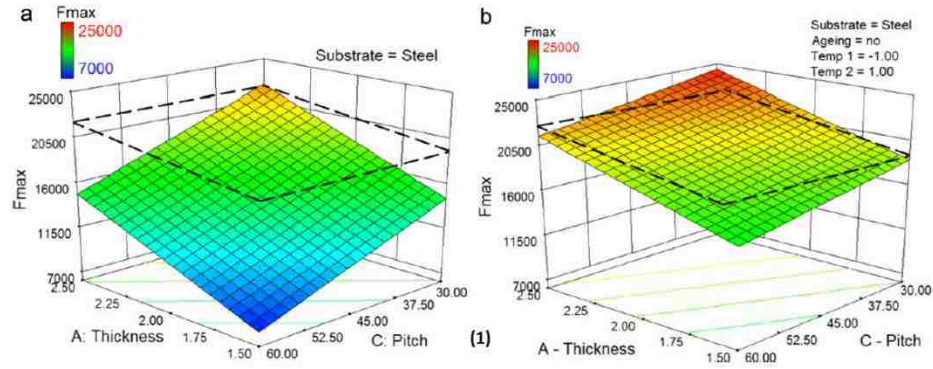 a
Fmax
25000
7000
Substrate = Steel
25000
20500
16000
11500
7000
Fmax
2.50
2.25
2.00
1.75
1.50
A: Thickness
60.00
52.50
45.00
37.50
30.00
C: Pitch
(1)
b
Fmax
25000
7000
Substrate = Steel
Ageing = no
Temp 1 = -1.00
Temp 2 = 1.00
25000
20500
16000
11500
7000
Fmax
2.50
2.25
2.00
1.75
1.50
A - Thickness
60.00
52.50
45.00
37.50
30.00
C - Pitch